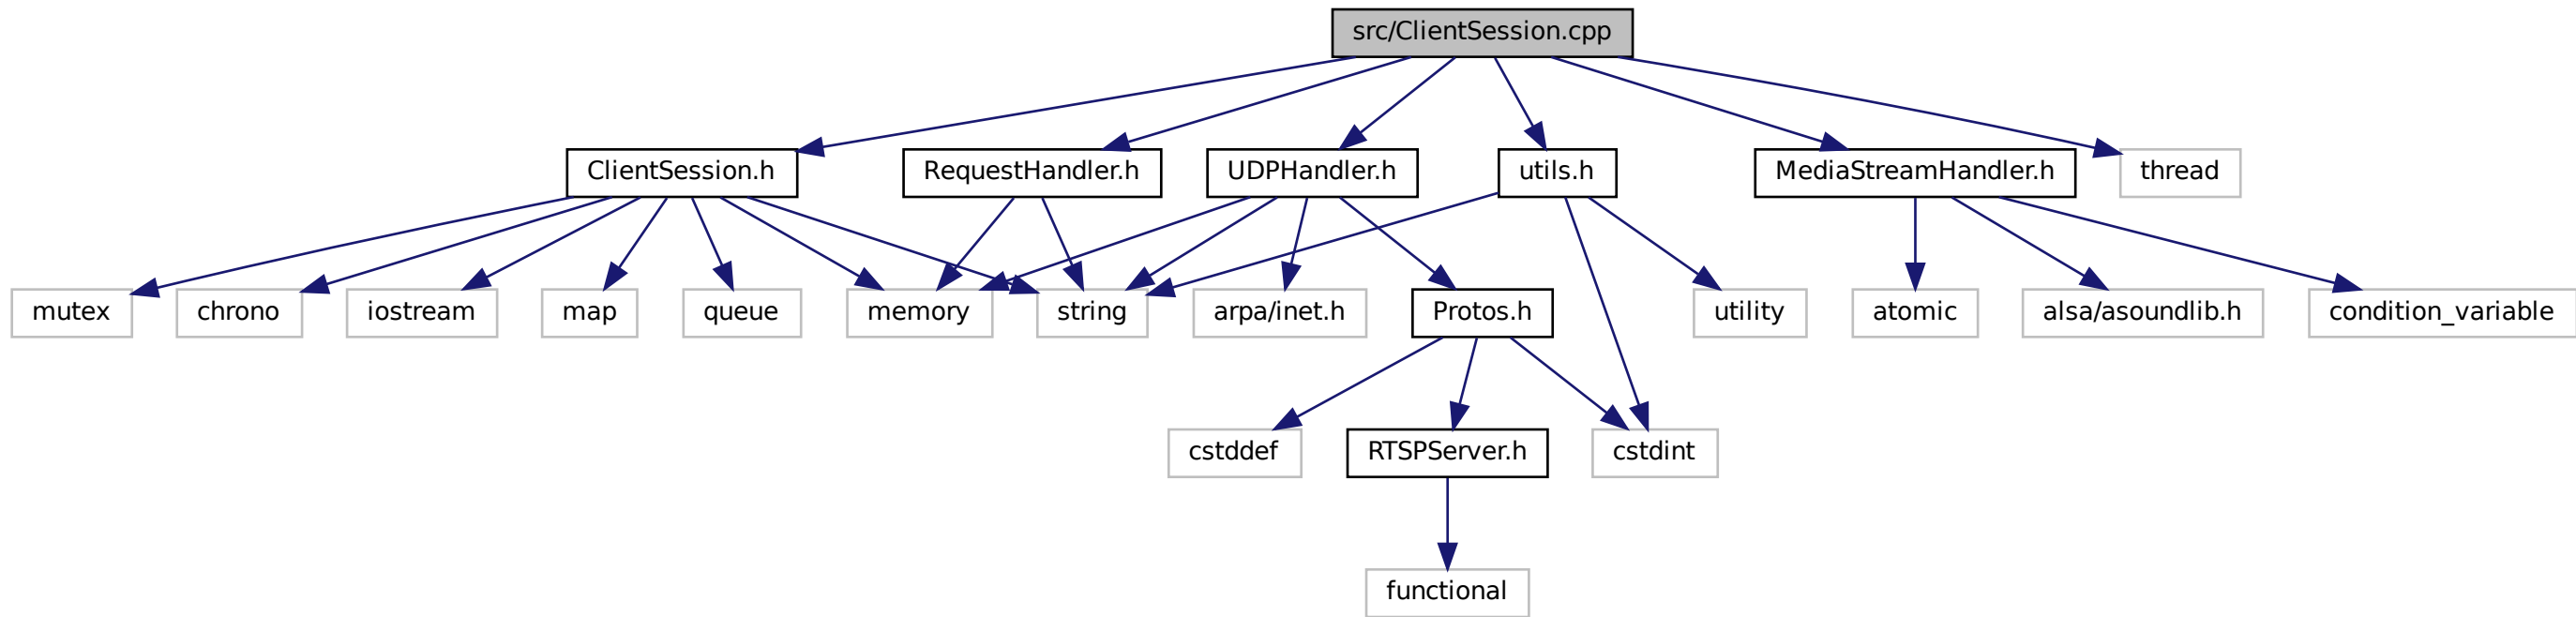 src/ClientSession.cpp
ClientSession.h
RequestHandler.h
UDPHandler.h
utils.h
MediaStreamHandler.h
thread
mutex
chrono
iostream
map
queue
memory
string
arpa/inet.h
Protos.h
utility
atomic
alsa/asoundlib.h
condition_variable
cstddef
RTSPServer.h
cstdint
functional